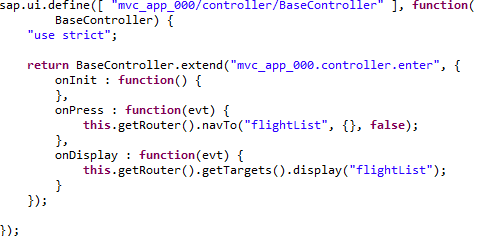 sap.ui.define([ "mvc_app_000/controller/BaseController" ], function(
        BaseController) {
    "use strict";

    return BaseController.extend("mvc_app_000.controller.enter", {
        onInit : function() {
        },
        onPress : function(evt) {
            this.getRouter().navTo("flightList", {}, false);
        },
        onDisplay : function(evt) {
            this.getRouter().getTargets().display("flightList");
        }
    });

});